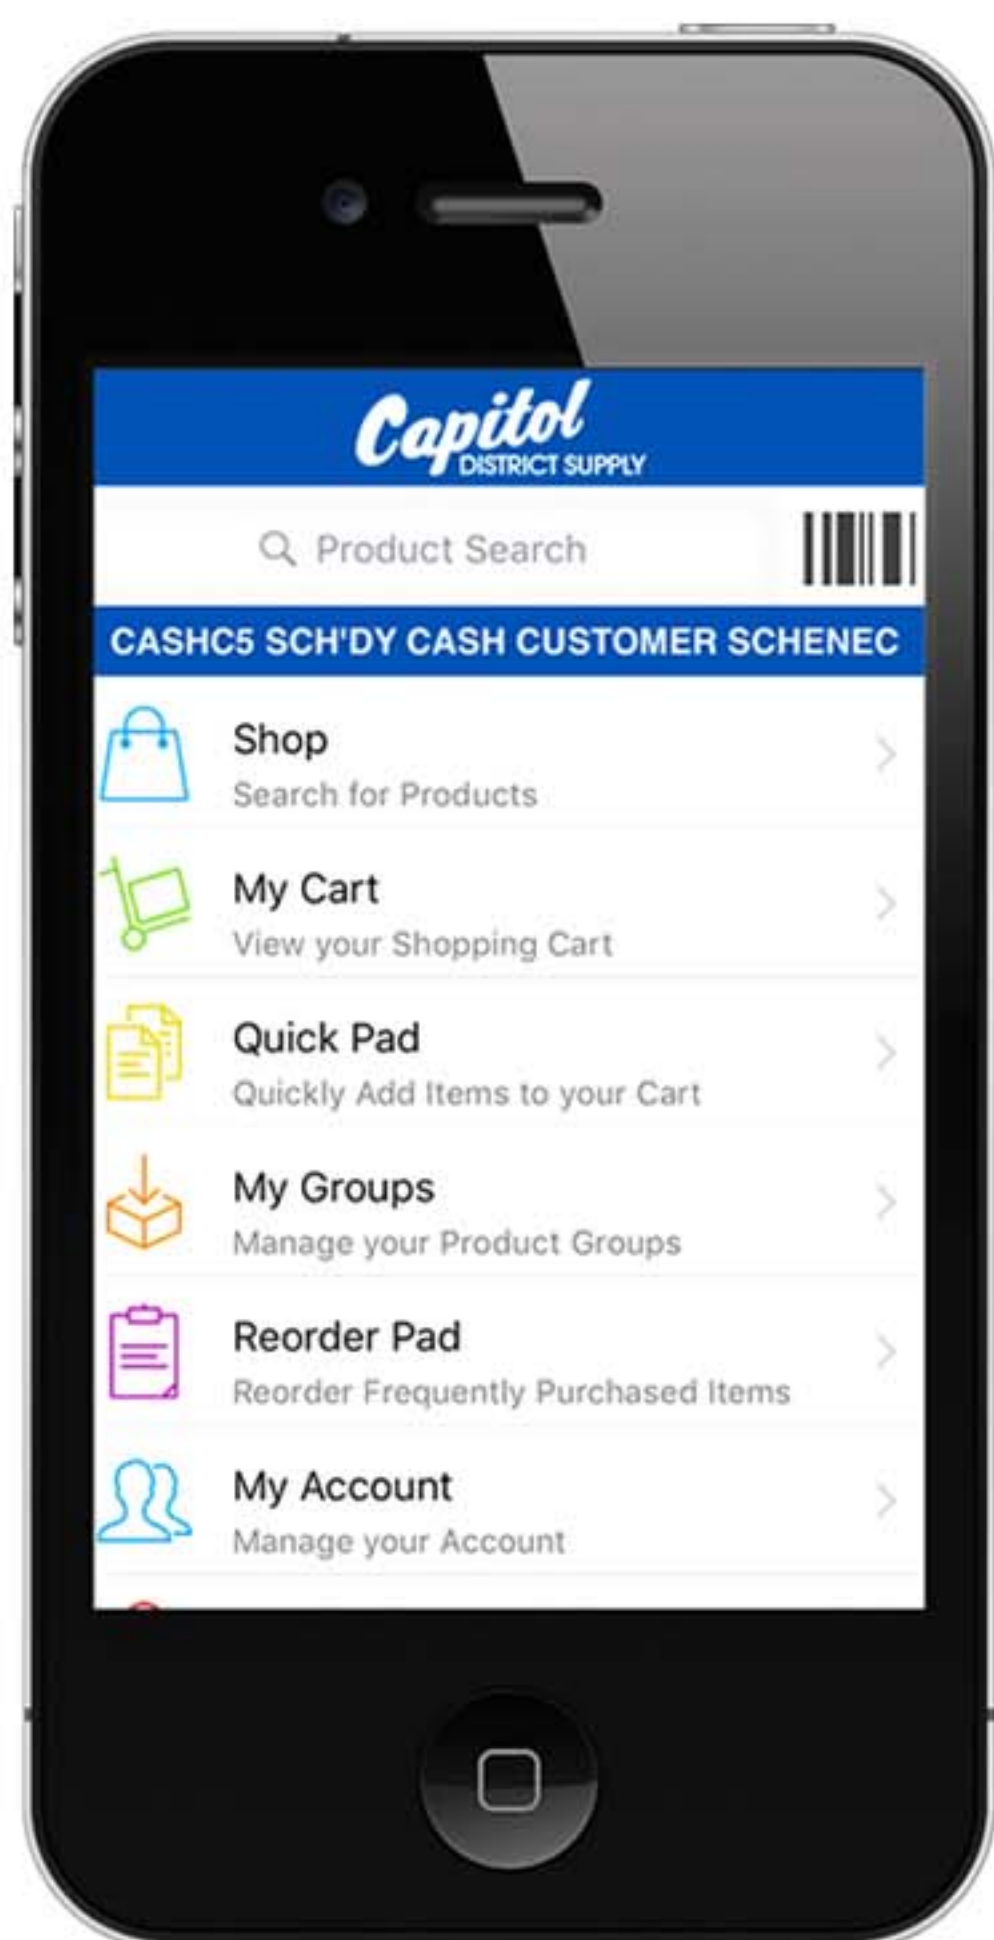 Capitol
DISTRICT SUPPLY
Product Search
CASHC5 SCH'DY CASH CUSTOMER SCHENEC
Shop
Search for Products
My Cart
View your Shopping Cart
Quick Pad
Quickly Add Items to your Cart
My Groups
Manage your Product Groups
Reorder Pad
Reorder Frequently Purchased Items
My Account
Manage your Account